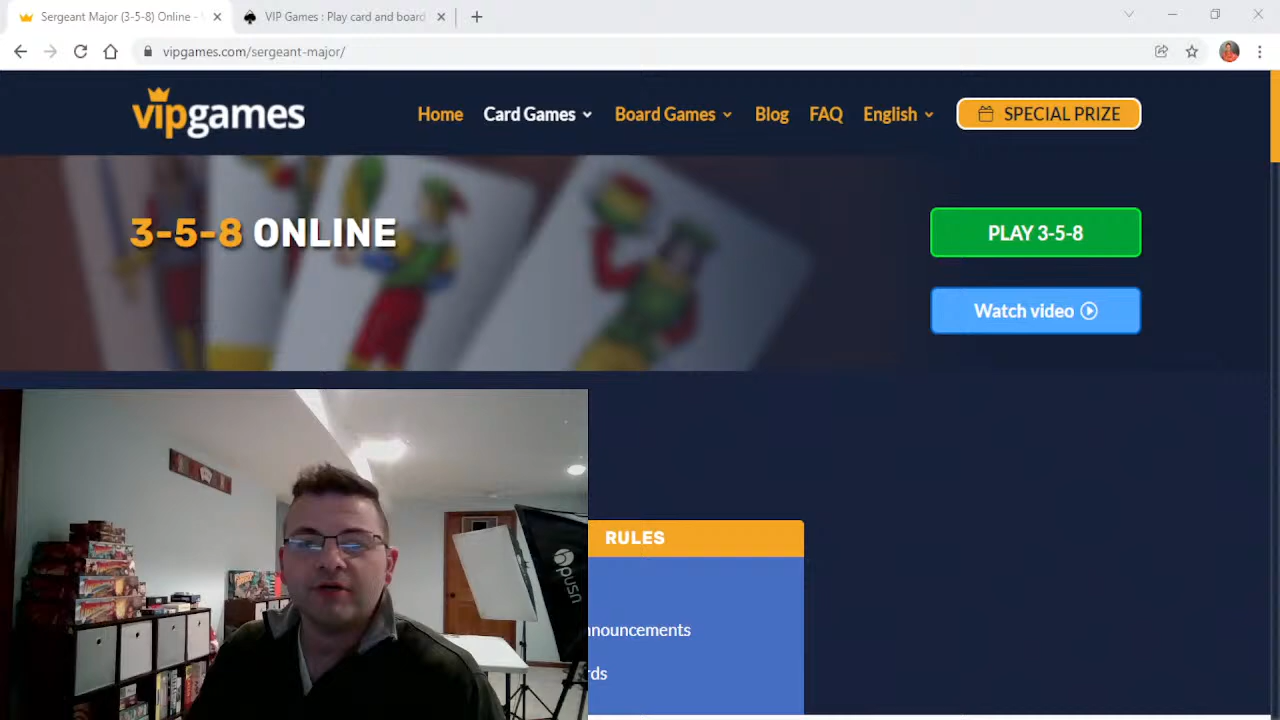 Sergeant Major (3-5-8) Online -
VIP Games : Play card and board
vipgames.com/sergeant-major/
vipgames
Home
Card Games
Board Games
Blog
FAQ
English
SPECIAL PRIZE
3-5-8 ONLINE
PLAY 3-5-8
Watch video
RULES
nnouncements
rds
pusn